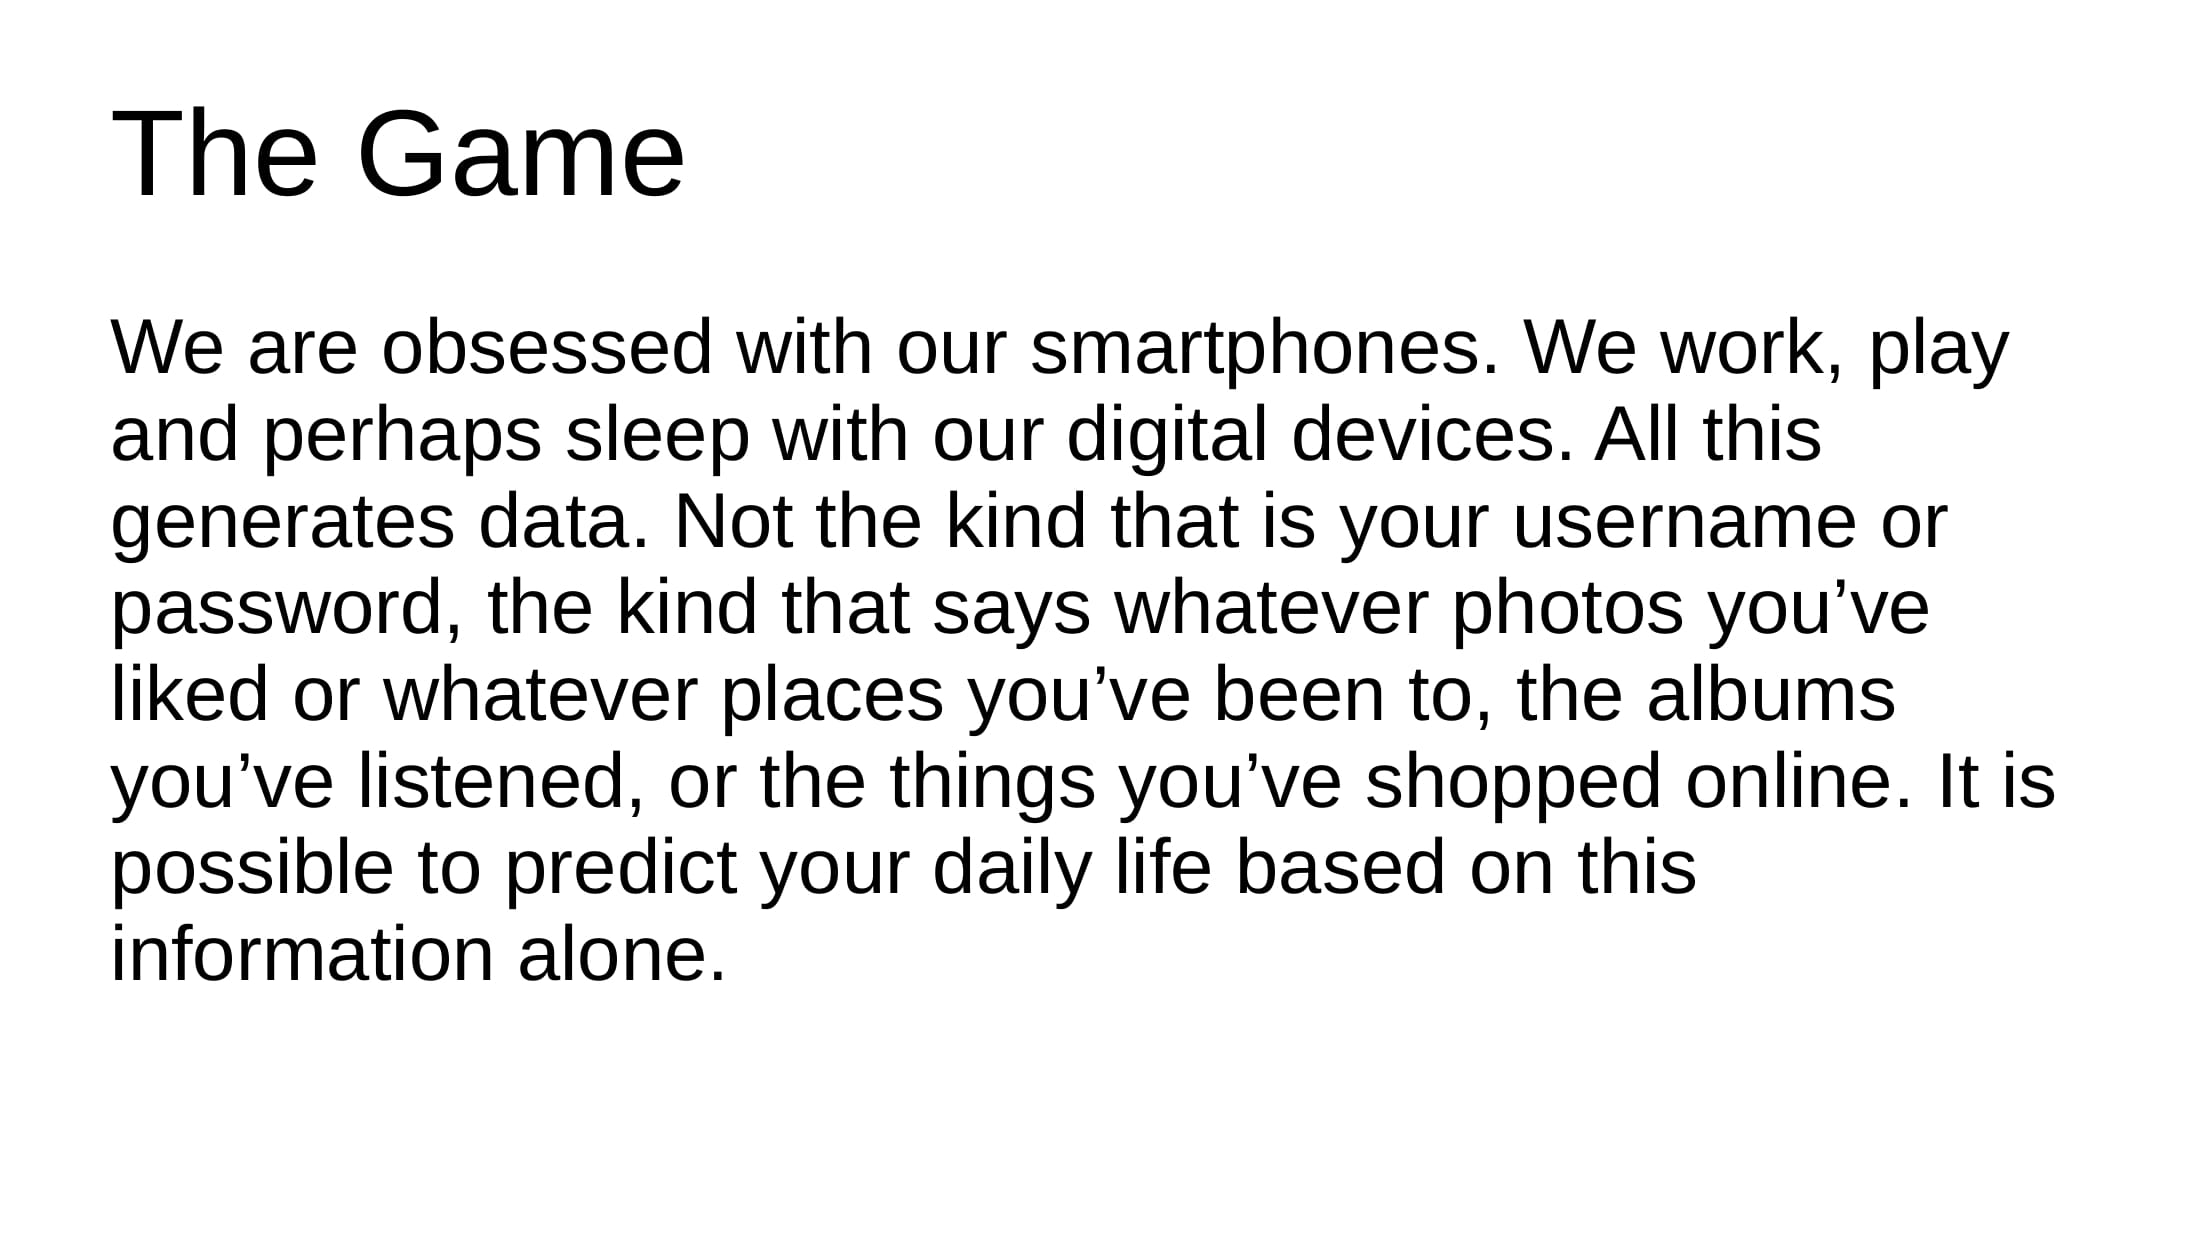 The Game
We are obsessed with our smartphones. We work, play
and perhaps sleep with our digital devices. All this
generates data. Not the kind that is your username or
password, the kind that says whatever photos you’ve
liked or whatever places you’ve been to, the albums
you’ve listened, or the things you’ve shopped online. It is
possible to predict your daily life based on this
information alone.